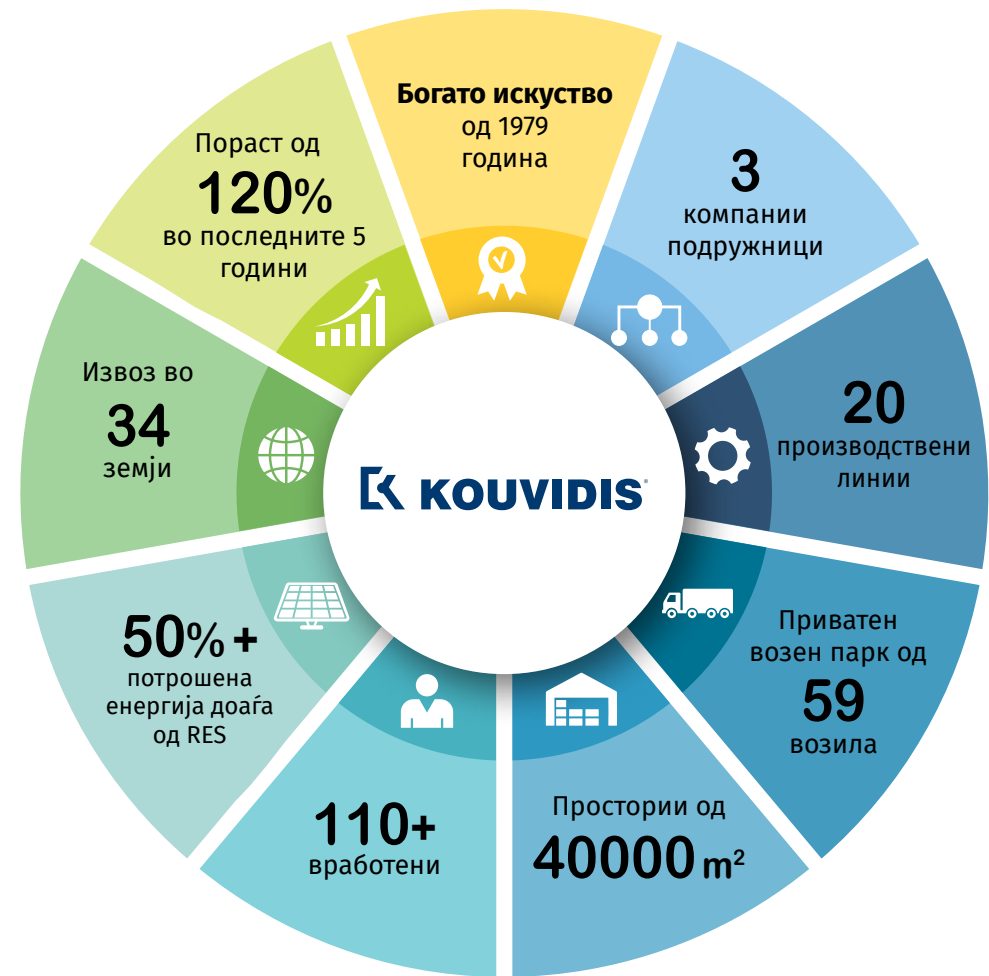 Богато искуство
од 1979
година
3
компании
подружници
20
производствени
линии
Приватен
возен парк од
59
возила
Простории од
40000 m²
110+
вработени
50% +
потрошена
енергија доаѓа
од RES
Извоз во
34
земји
Пораст од
120%
во последните 5
години
KOUVIDIS